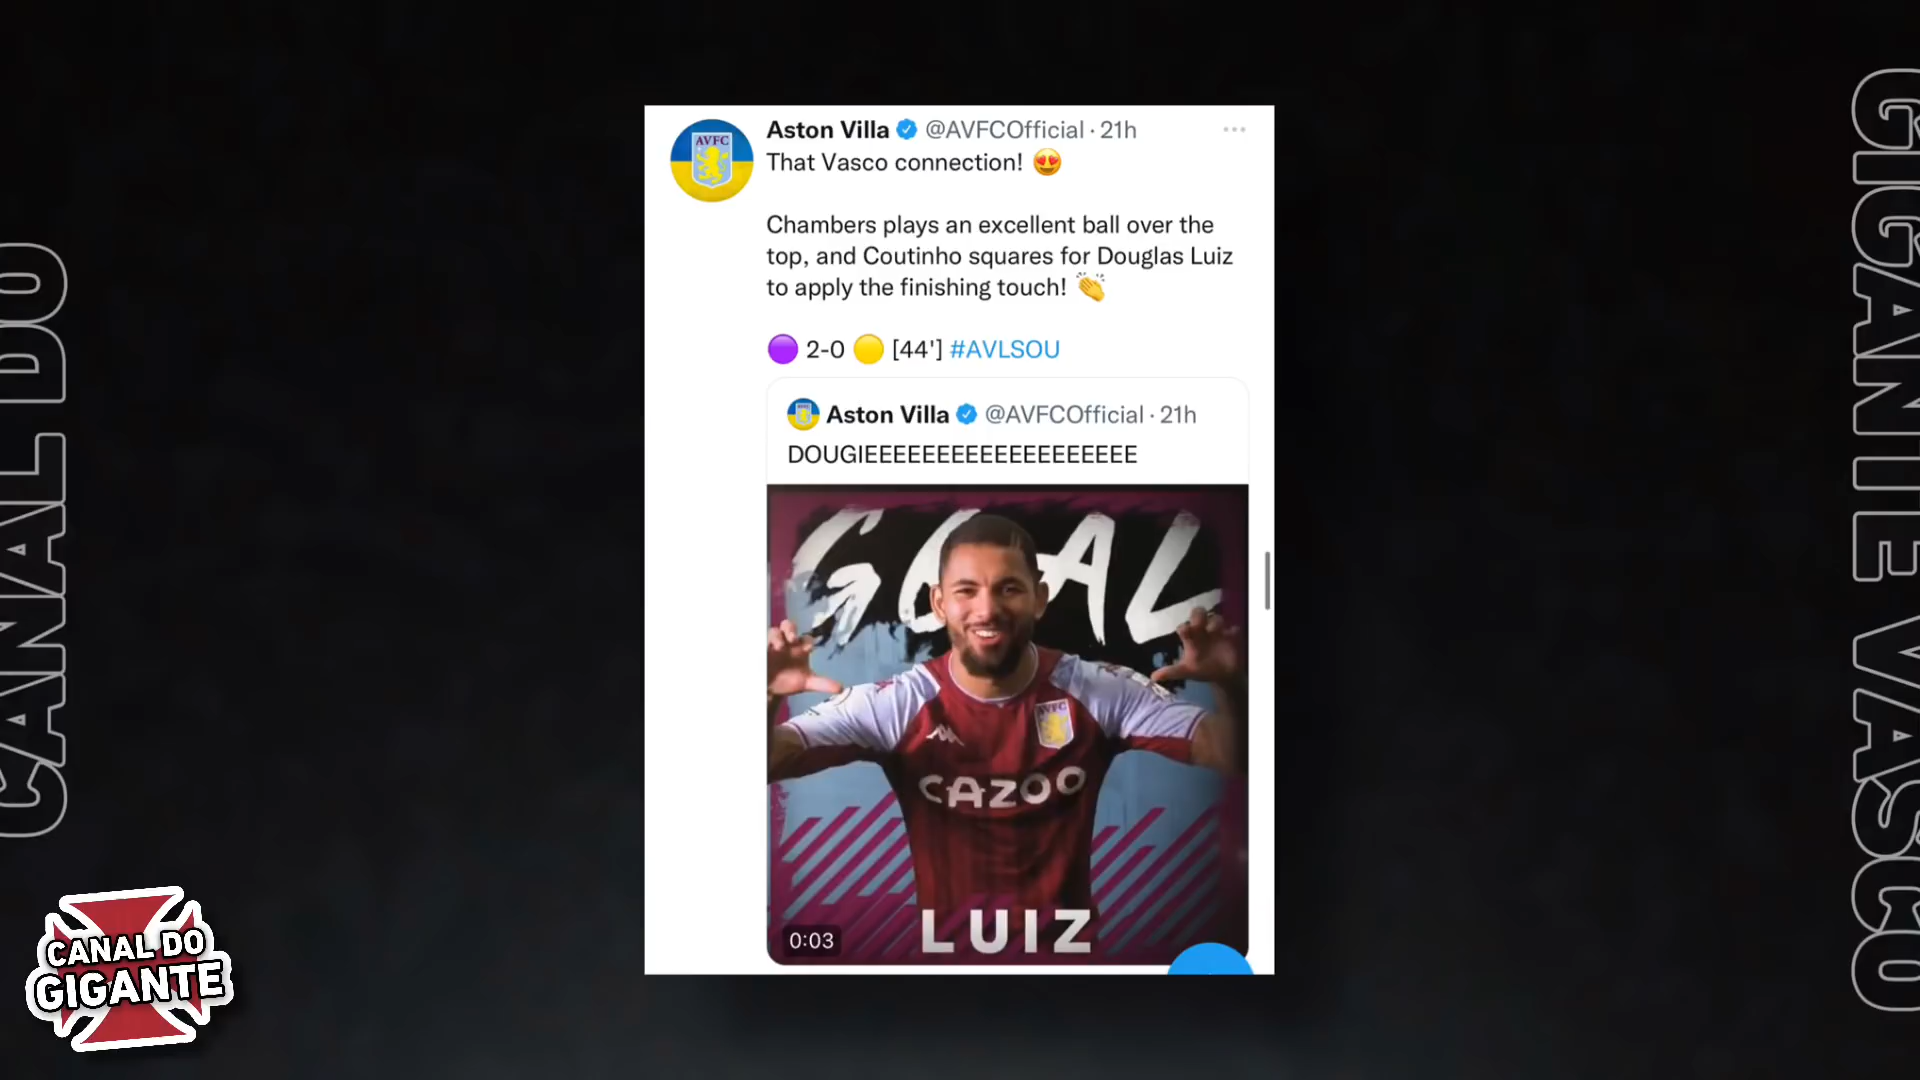 CANAL DO
GIGANTE VASCO
Aston Villa @AVFCOfficial · 21h
That Vasco connection! 😍
Chambers plays an excellent ball over the
top, and Coutinho squares for Douglas Luiz
to apply the finishing touch! 👏
🟣 2-0 🟡 [44'] #AVLSOU
Aston Villa @AVFCOfficial · 21h
DOUGIEEEEEEEEEEEEEEEEEEE
GOAL
AVFC
CAZOO
LUIZ
0:03
AVFC
CANAL DO
GIGANTE